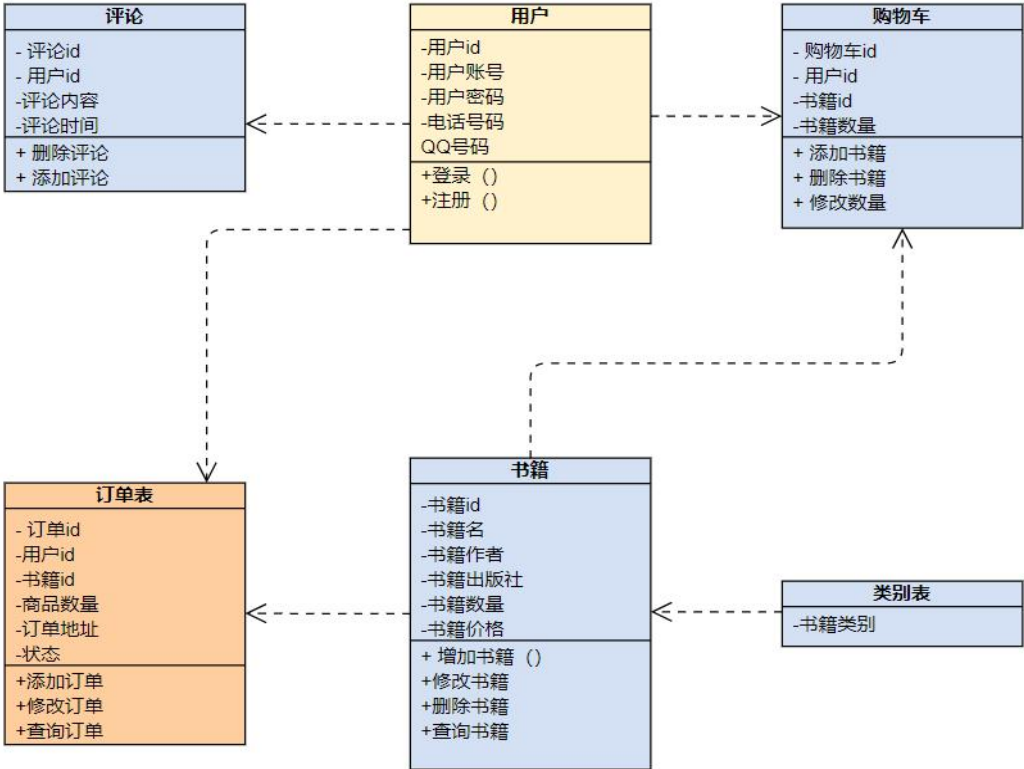 评论
- 评论id
- 用户id
-评论内容
-评论时间
+ 删除评论
+ 添加评论
用户
-用户id
-用户账号
-用户密码
-电话号码
QQ号码
+登录（）
+注册（）
购物车
- 购物车id
- 用户id
-书籍id
-书籍数量
+ 添加书籍
+ 删除书籍
+ 修改数量
订单表
- 订单id
-用户id
-书籍id
-商品数量
-订单地址
-状态
+添加订单
+修改订单
+查询订单
书籍
-书籍id
-书籍名
-书籍作者
-书籍出版社
-书籍数量
-书籍价格
+ 增加书籍（）
+修改书籍
+删除书籍
+查询书籍
类别表
-书籍类别